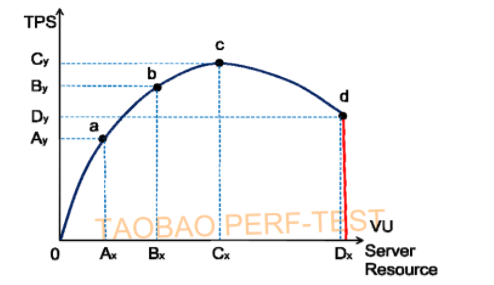 TPS
Cy
By
Dy
Ay
a
b
c
d
TAOBAO PERF-TEST
VU
0
Ax
Bx
Cx
Dx
Server
Resource